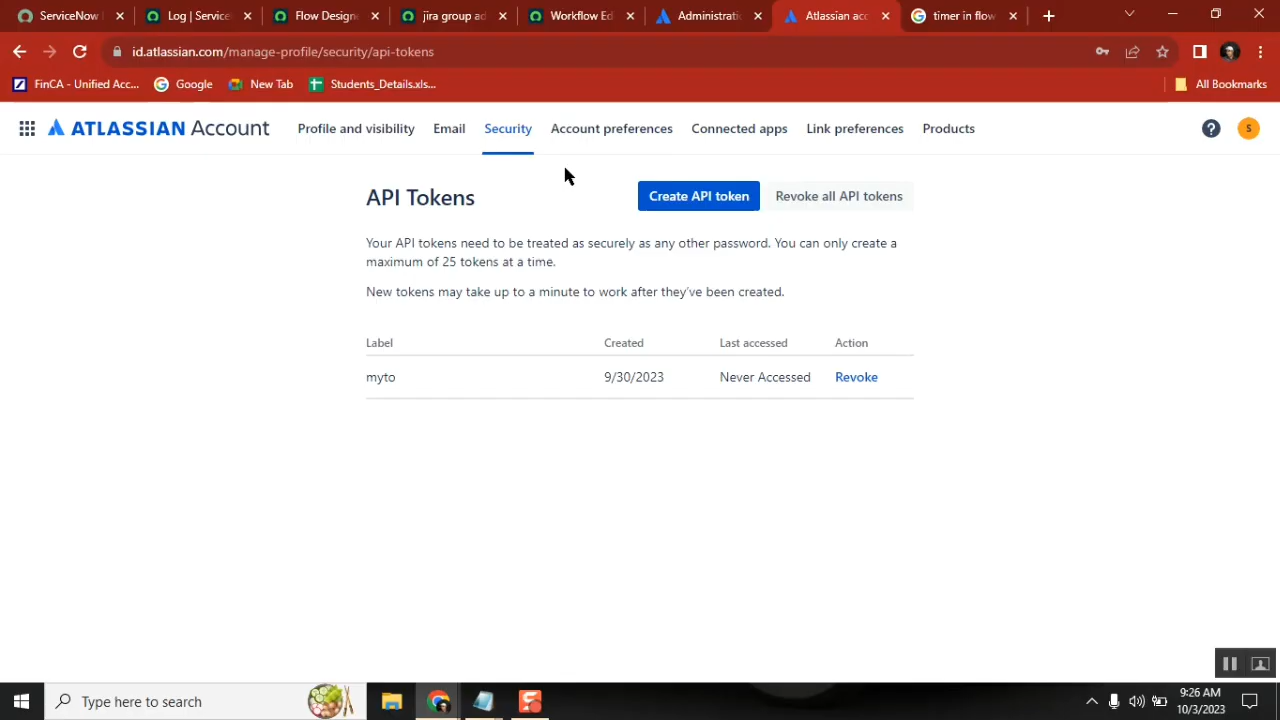 ServiceNow
Log | Service
Flow Design
jira group ad
Workflow Ed
Administrati
Atlassian acc
timer in flow
id.atlassian.com/manage-profile/security/api-tokens
FinCA - Unified Acc...
Google
New Tab
Students_Details.xls...
All Bookmarks
ATLASSIAN Account
Profile and visibility
Email
Security
Account preferences
Connected apps
Link preferences
Products
S
API Tokens
Create API token
Revoke all API tokens
Your API tokens need to be treated as securely as any other password. You can only create a
maximum of 25 tokens at a time.
New tokens may take up to a minute to work after they've been created.
Label Created Last accessed Action
myto 9/30/2023 Never Accessed Revoke
Type here to search
9:26 AM
10/3/2023